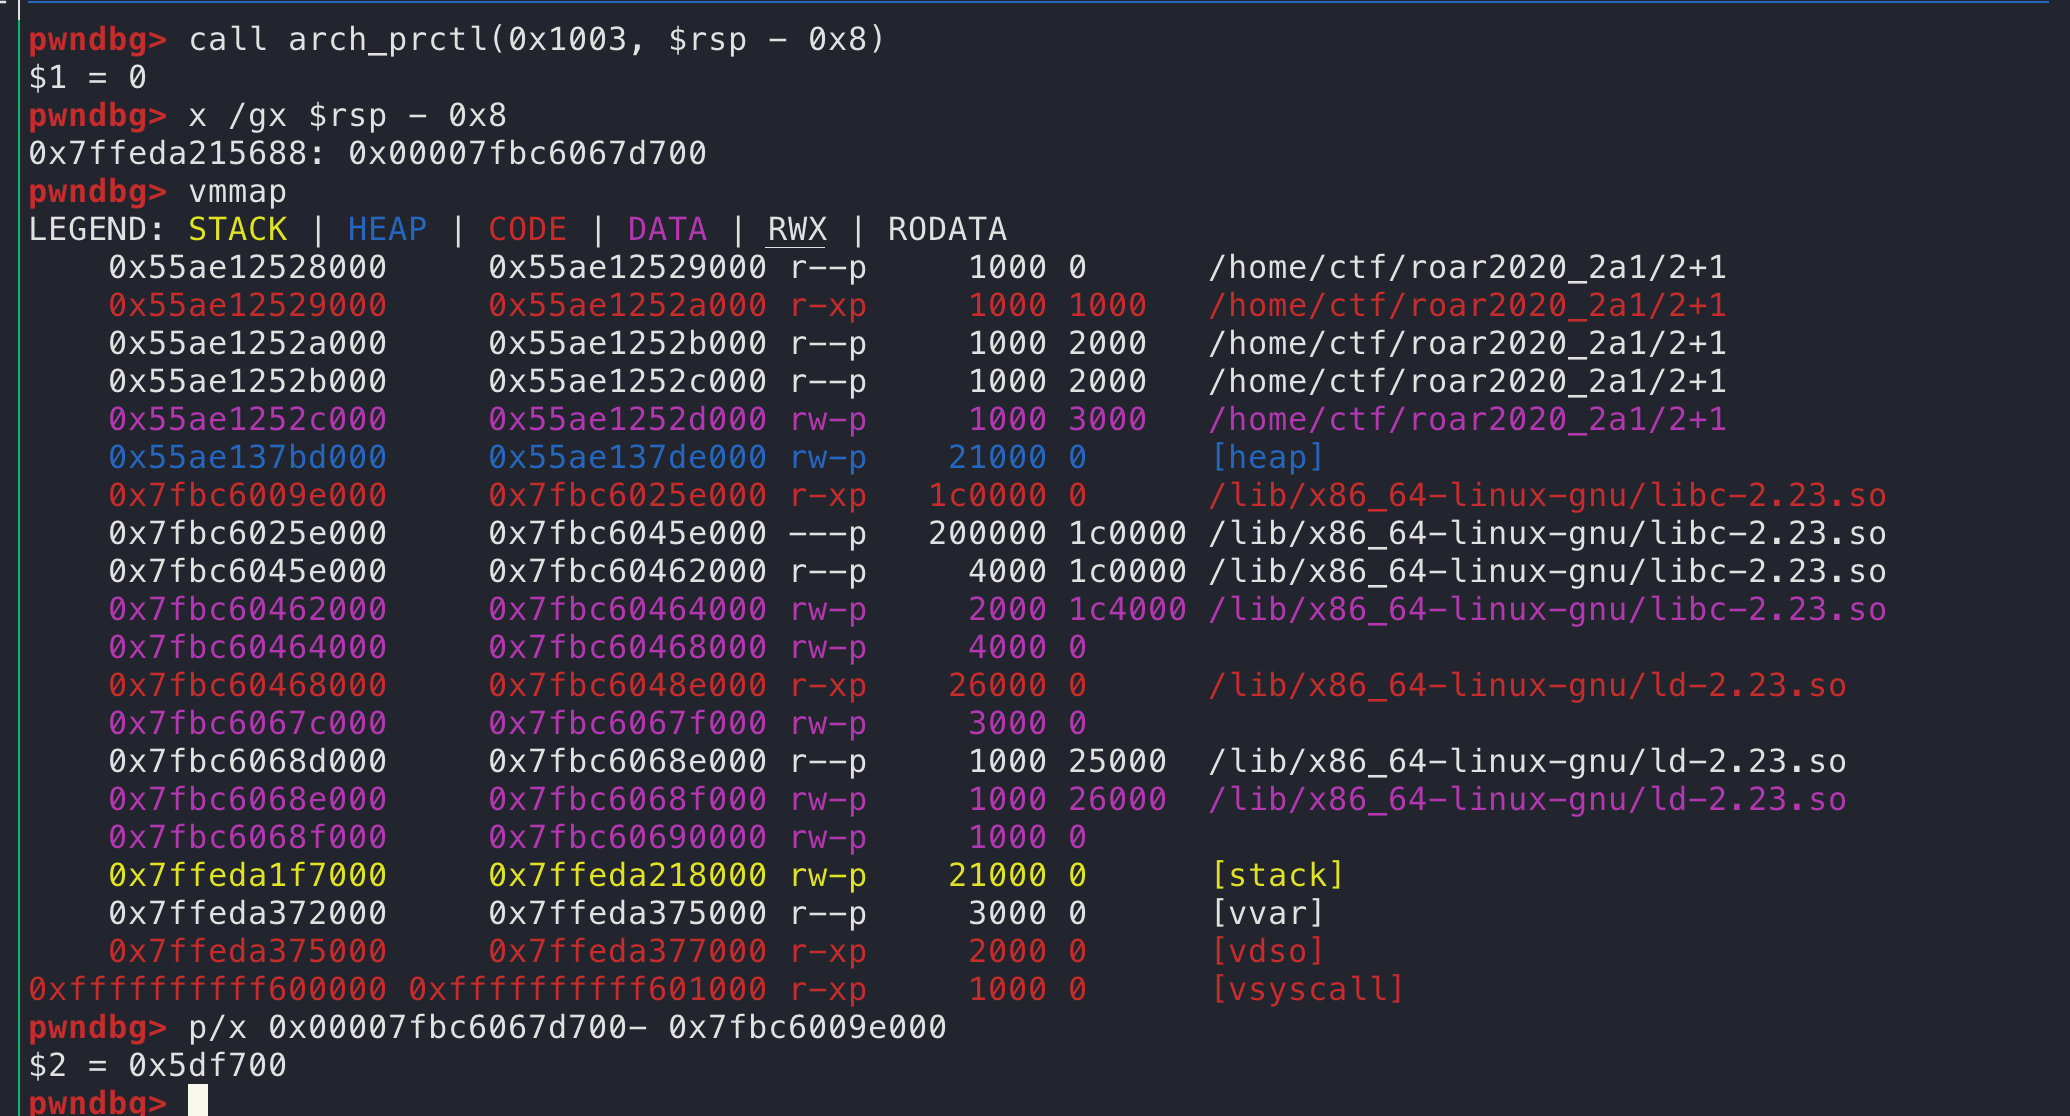 pwndbg> call arch_prctl(0x1003, $rsp - 0x8)
$1 = 0
pwndbg> x /gx $rsp - 0x8
0x7ffeda215688: 0x00007fbc6067d700
pwndbg> vmmap
LEGEND: STACK | HEAP | CODE | DATA | RWX | RODATA
    0x55ae12528000     0x55ae12529000 r--p     1000 0      /home/ctf/roar2020_2a1/2+1
    0x55ae12529000     0x55ae1252a000 r-xp     1000 1000   /home/ctf/roar2020_2a1/2+1
    0x55ae1252a000     0x55ae1252b000 r--p     1000 2000   /home/ctf/roar2020_2a1/2+1
    0x55ae1252b000     0x55ae1252c000 r--p     1000 2000   /home/ctf/roar2020_2a1/2+1
    0x55ae1252c000     0x55ae1252d000 rw-p     1000 3000   /home/ctf/roar2020_2a1/2+1
    0x55ae137bd000     0x55ae137de000 rw-p    21000 0      [heap]
    0x7fbc6009e000     0x7fbc6025e000 r-xp   1c0000 0      /lib/x86_64-linux-gnu/libc-2.23.so
    0x7fbc6025e000     0x7fbc6045e000 ---p   200000 1c0000 /lib/x86_64-linux-gnu/libc-2.23.so
    0x7fbc6045e000     0x7fbc60462000 r--p     4000 1c0000 /lib/x86_64-linux-gnu/libc-2.23.so
    0x7fbc60462000     0x7fbc60464000 rw-p     2000 1c4000 /lib/x86_64-linux-gnu/libc-2.23.so
    0x7fbc60464000     0x7fbc60468000 rw-p     4000 0
    0x7fbc60468000     0x7fbc6048e000 r-xp    26000 0      /lib/x86_64-linux-gnu/ld-2.23.so
    0x7fbc6067c000     0x7fbc6067f000 rw-p     3000 0
    0x7fbc6068d000     0x7fbc6068e000 r--p     1000 25000  /lib/x86_64-linux-gnu/ld-2.23.so
    0x7fbc6068e000     0x7fbc6068f000 rw-p     1000 26000  /lib/x86_64-linux-gnu/ld-2.23.so
    0x7fbc6068f000     0x7fbc60690000 rw-p     1000 0
    0x7ffeda1f7000     0x7ffeda218000 rw-p    21000 0      [stack]
    0x7ffeda372000     0x7ffeda375000 r--p     3000 0      [vvar]
    0x7ffeda375000     0x7ffeda377000 r-xp     2000 0      [vdso]
0xffffffffff600000 0xffffffffff601000 r-xp     1000 0      [vsyscall]
pwndbg> p/x 0x00007fbc6067d700- 0x7fbc6009e000
$2 = 0x5df700
pwndbg>